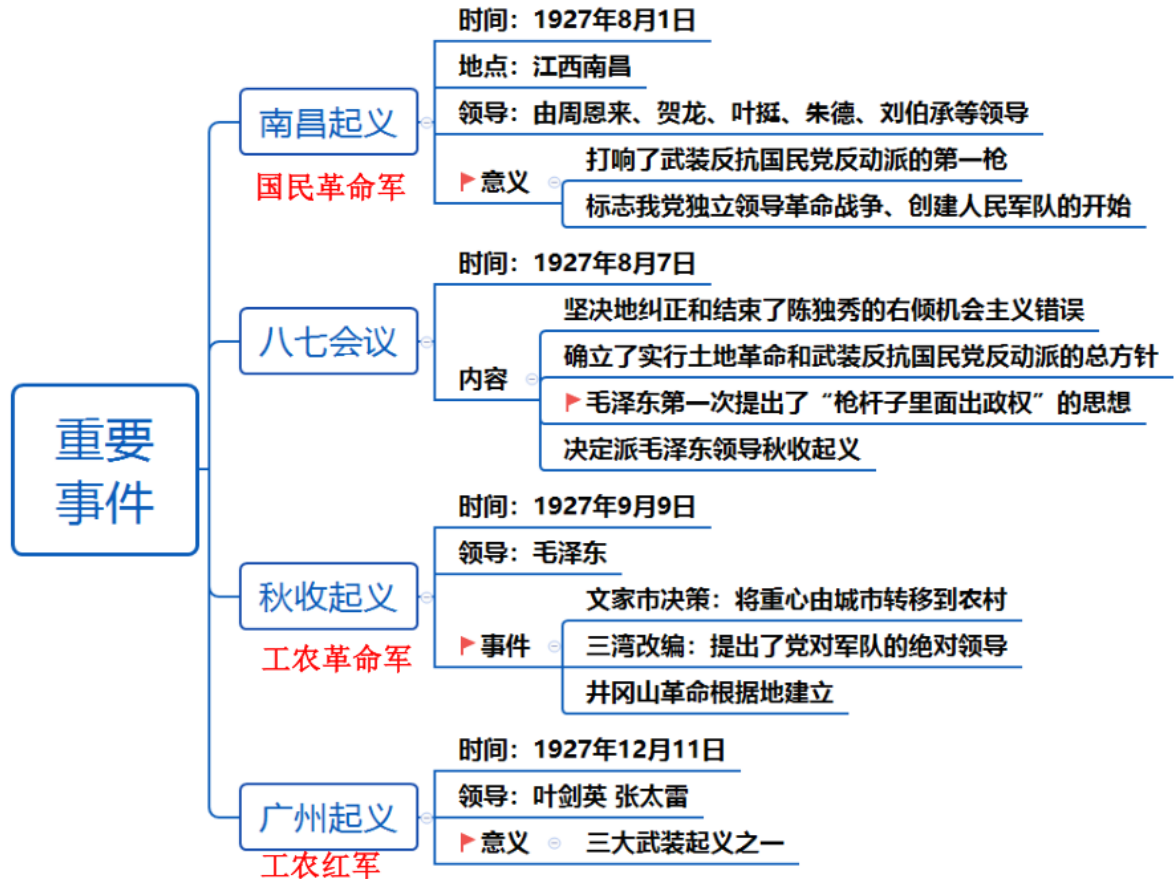 重要
事件
南昌起义
国民革命军
时间：1927年8月1日
地点：江西南昌
领导：由周恩来、贺龙、叶挺、朱德、刘伯承等领导
意义
打响了武装反抗国民党反动派的第一枪
标志我党独立领导革命战争、创建人民军队的开始
八七会议
时间：1927年8月7日
内容
坚决地纠正和结束了陈独秀的右倾机会主义错误
确立了实行土地革命和武装反抗国民党反动派的总方针
毛泽东第一次提出了“枪杆子里面出政权”的思想
决定派毛泽东领导秋收起义
秋收起义
工农革命军
时间：1927年9月9日
领导：毛泽东
事件
文家市决策：将重心由城市转移到农村
三湾改编：提出了党对军队的绝对领导
井冈山革命根据地建立
广州起义
工农红军
时间：1927年12月11日
领导：叶剑英 张太雷
意义
三大武装起义之一